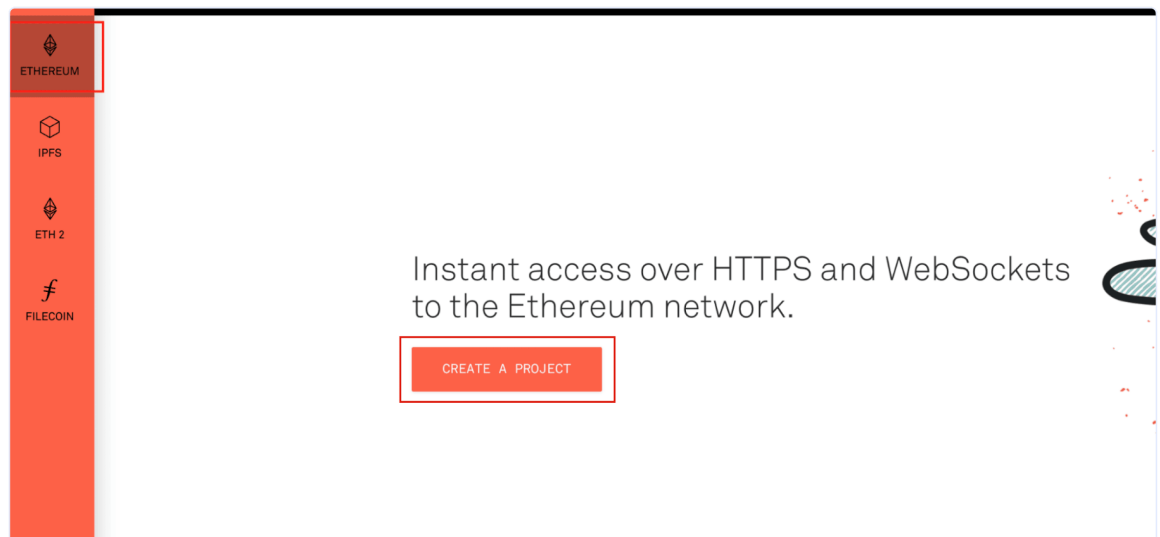 ETHEREUM
IPFS
ETH 2
FILECOIN
Instant access over HTTPS and WebSockets
to the Ethereum network.
CREATE A PROJECT